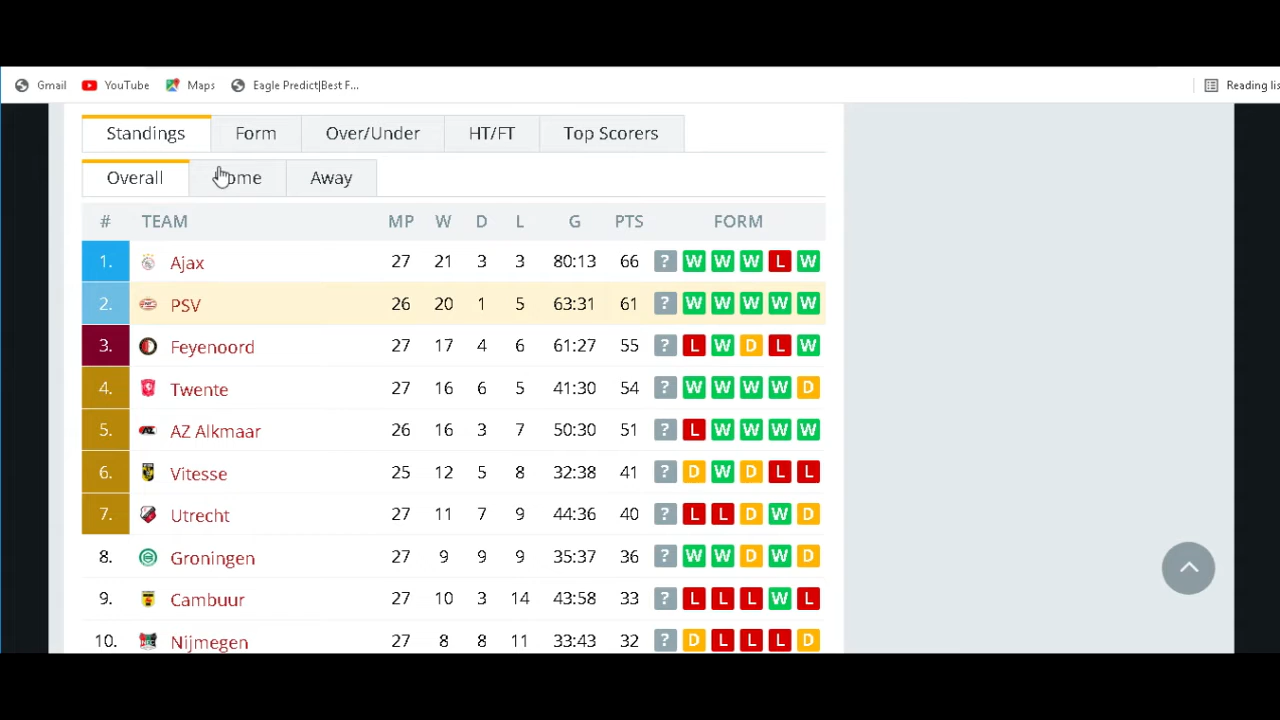 Gmail YouTube Maps Eagle Predict|Best F... Reading lis
Standings Form Over/Under HT/FT Top Scorers
Overall ome Away
# TEAM MP W D L G PTS FORM
1. Ajax 27 21 3 3 80:13 66 ? W W W L W
2. PSV 26 20 1 5 63:31 61 ? W W W W W
3. Feyenoord 27 17 4 6 61:27 55 ? L W D L W
4. Twente 27 16 6 5 41:30 54 ? W W W W D
5. AZ Alkmaar 26 16 3 7 50:30 51 ? L W W W W
6. Vitesse 25 12 5 8 32:38 41 ? D W D L L
7. Utrecht 27 11 7 9 44:36 40 ? L L D W D
8. Groningen 27 9 9 9 35:37 36 ? W W D W D
9. Cambuur 27 10 3 14 43:58 33 ? L L L W L
10. Nijmegen 27 8 8 11 33:43 32 ? D L L L D